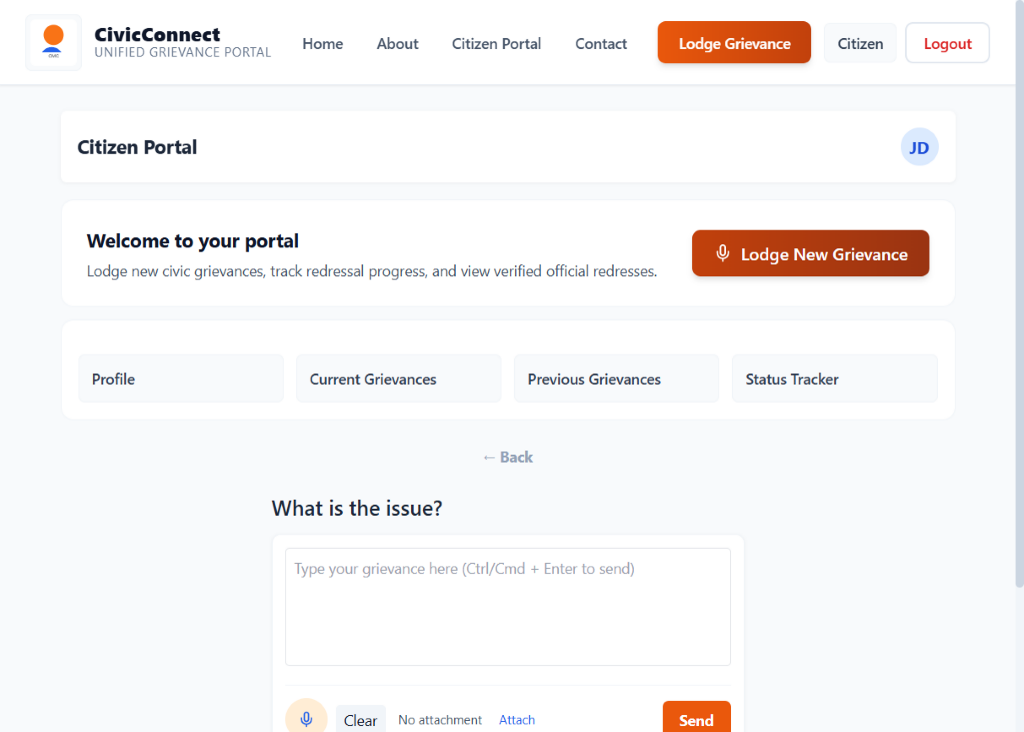 CivicConnect
UNIFIED GRIEVANCE PORTAL
Home
About
Citizen Portal
Contact
Lodge Grievance
Citizen
Logout
Citizen Portal
JD
Welcome to your portal
Lodge new civic grievances, track redressal progress, and view verified official redresses.
Lodge New Grievance
Profile
Current Grievances
Previous Grievances
Status Tracker
← Back
What is the issue?
Type your grievance here (Ctrl/Cmd + Enter to send)
Clear
No attachment
Attach
Send